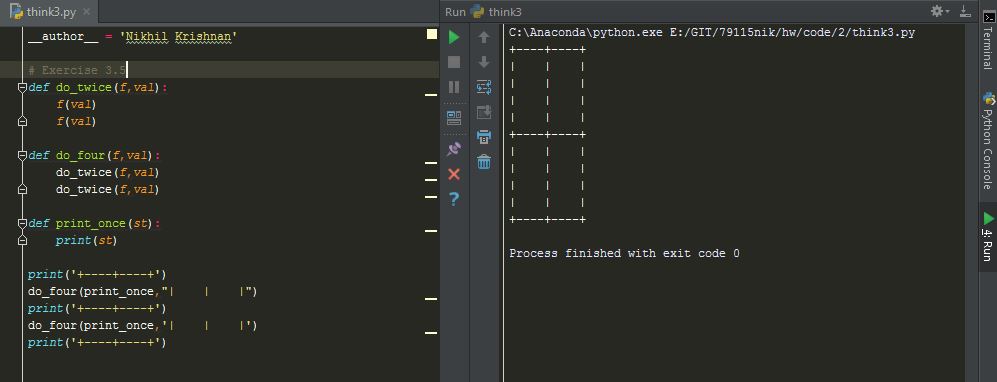 think3.py
__author__ = 'Nikhil Krishnan'
# Exercise 3.5
def do_twice(f,val):
    f(val)
    f(val)
def do_four(f,val):
    do_twice(f,val)
    do_twice(f,val)
def print_once(st):
    print(st)
print('+----+----+')
do_four(print_once,"|    |    |")
print('+----+----+')
do_four(print_once,'|    |    |')
print('+----+----+')
Run think3
C:\Anaconda\python.exe E:/GIT/79115nik/hw/code/2/think3.py
+----+----+
|    |    |
|    |    |
|    |    |
|    |    |
+----+----+
|    |    |
|    |    |
|    |    |
|    |    |
+----+----+
Process finished with exit code 0
Terminal
Python Console
4: Run